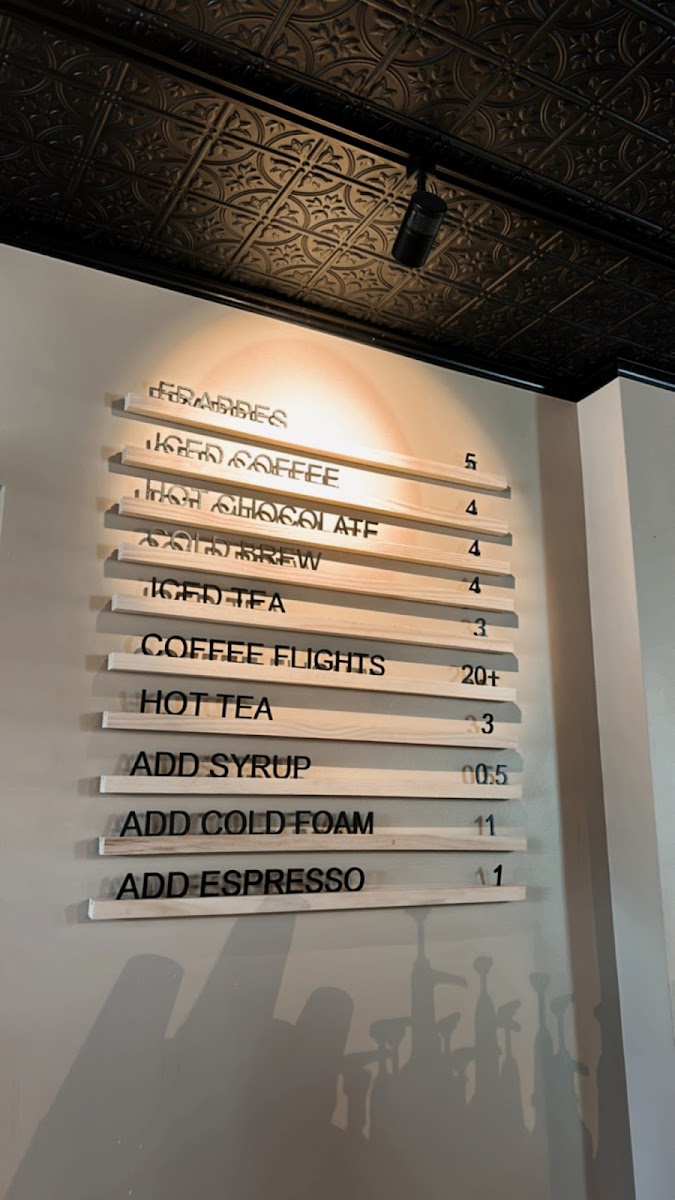 FRAPPES 5
ICED COFFEE 4
HOT CHOCOLATE 4
COLD BREW 4
ICED TEA 3
COFFEE FLIGHTS 20+
HOT TEA 3
ADD SYRUP 0.5
ADD COLD FOAM 1
ADD ESPRESSO 1